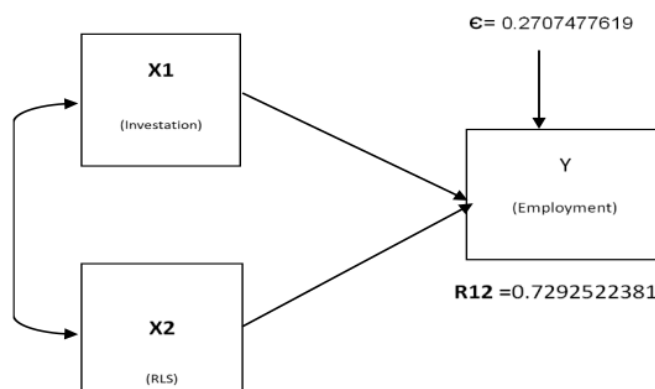 Є= 0.2707477619
X1
(Investation)
Y
(Employment)
R12 =0.7292522381
X2
(RLS)